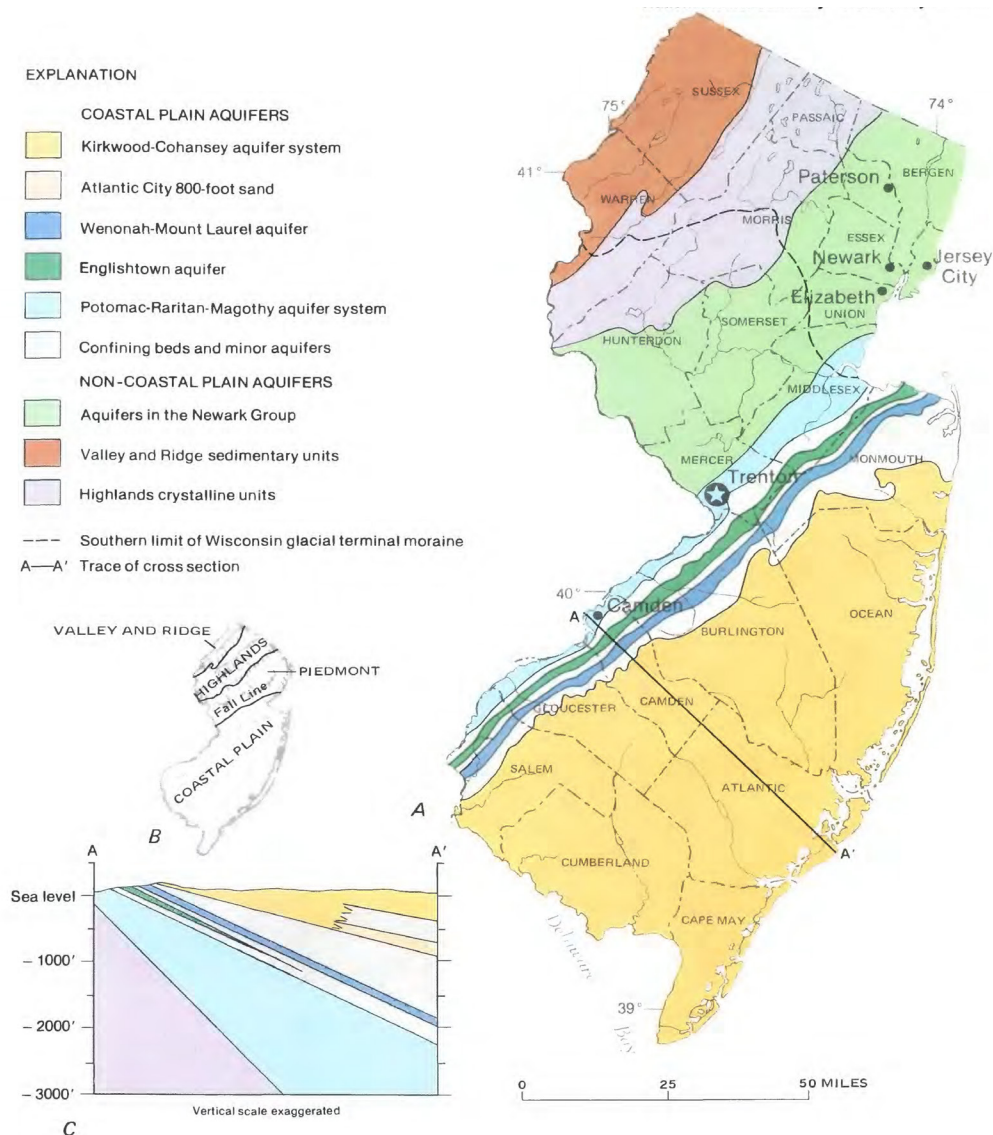 EXPLANATION
COASTAL PLAIN AQUIFERS
Kirkwood-Cohansey aquifer system
Atlantic City 800-foot sand
Wenonah-Mount Laurel aquifer
Englishtown aquifer
Potomac-Raritan-Magothy aquifer system
Confining beds and minor aquifers
NON-COASTAL PLAIN AQUIFERS
Aquifers in the Newark Group
Valley and Ridge sedimentary units
Highlands crystalline units
Southern limit of Wisconsin glacial terminal moraine
A—A' Trace of cross section
75°
74°
41°
40°
39°
SUSSEX
PASSAIC
BERGEN
Paterson
WARREN
MORRIS
ESSEX
Newark
Jersey
City
Elizabeth
UNION
SOMERSET
HUNTERDON
MIDDLESEX
MERCER
MONMOUTH
Trenton
A
Camden
OCEAN
BURLINGTON
GLOUCESTER
CAMDEN
SALEM
ATLANTIC
A'
CUMBERLAND
CAPE MAY
Delaware
Bay
0 25 50 MILES
A
VALLEY AND RIDGE
HIGHLANDS
PIEDMONT
Fall Line
COASTAL PLAIN
B
A A'
Sea level
- 1000'
- 2000'
- 3000'
Vertical scale exaggerated
C